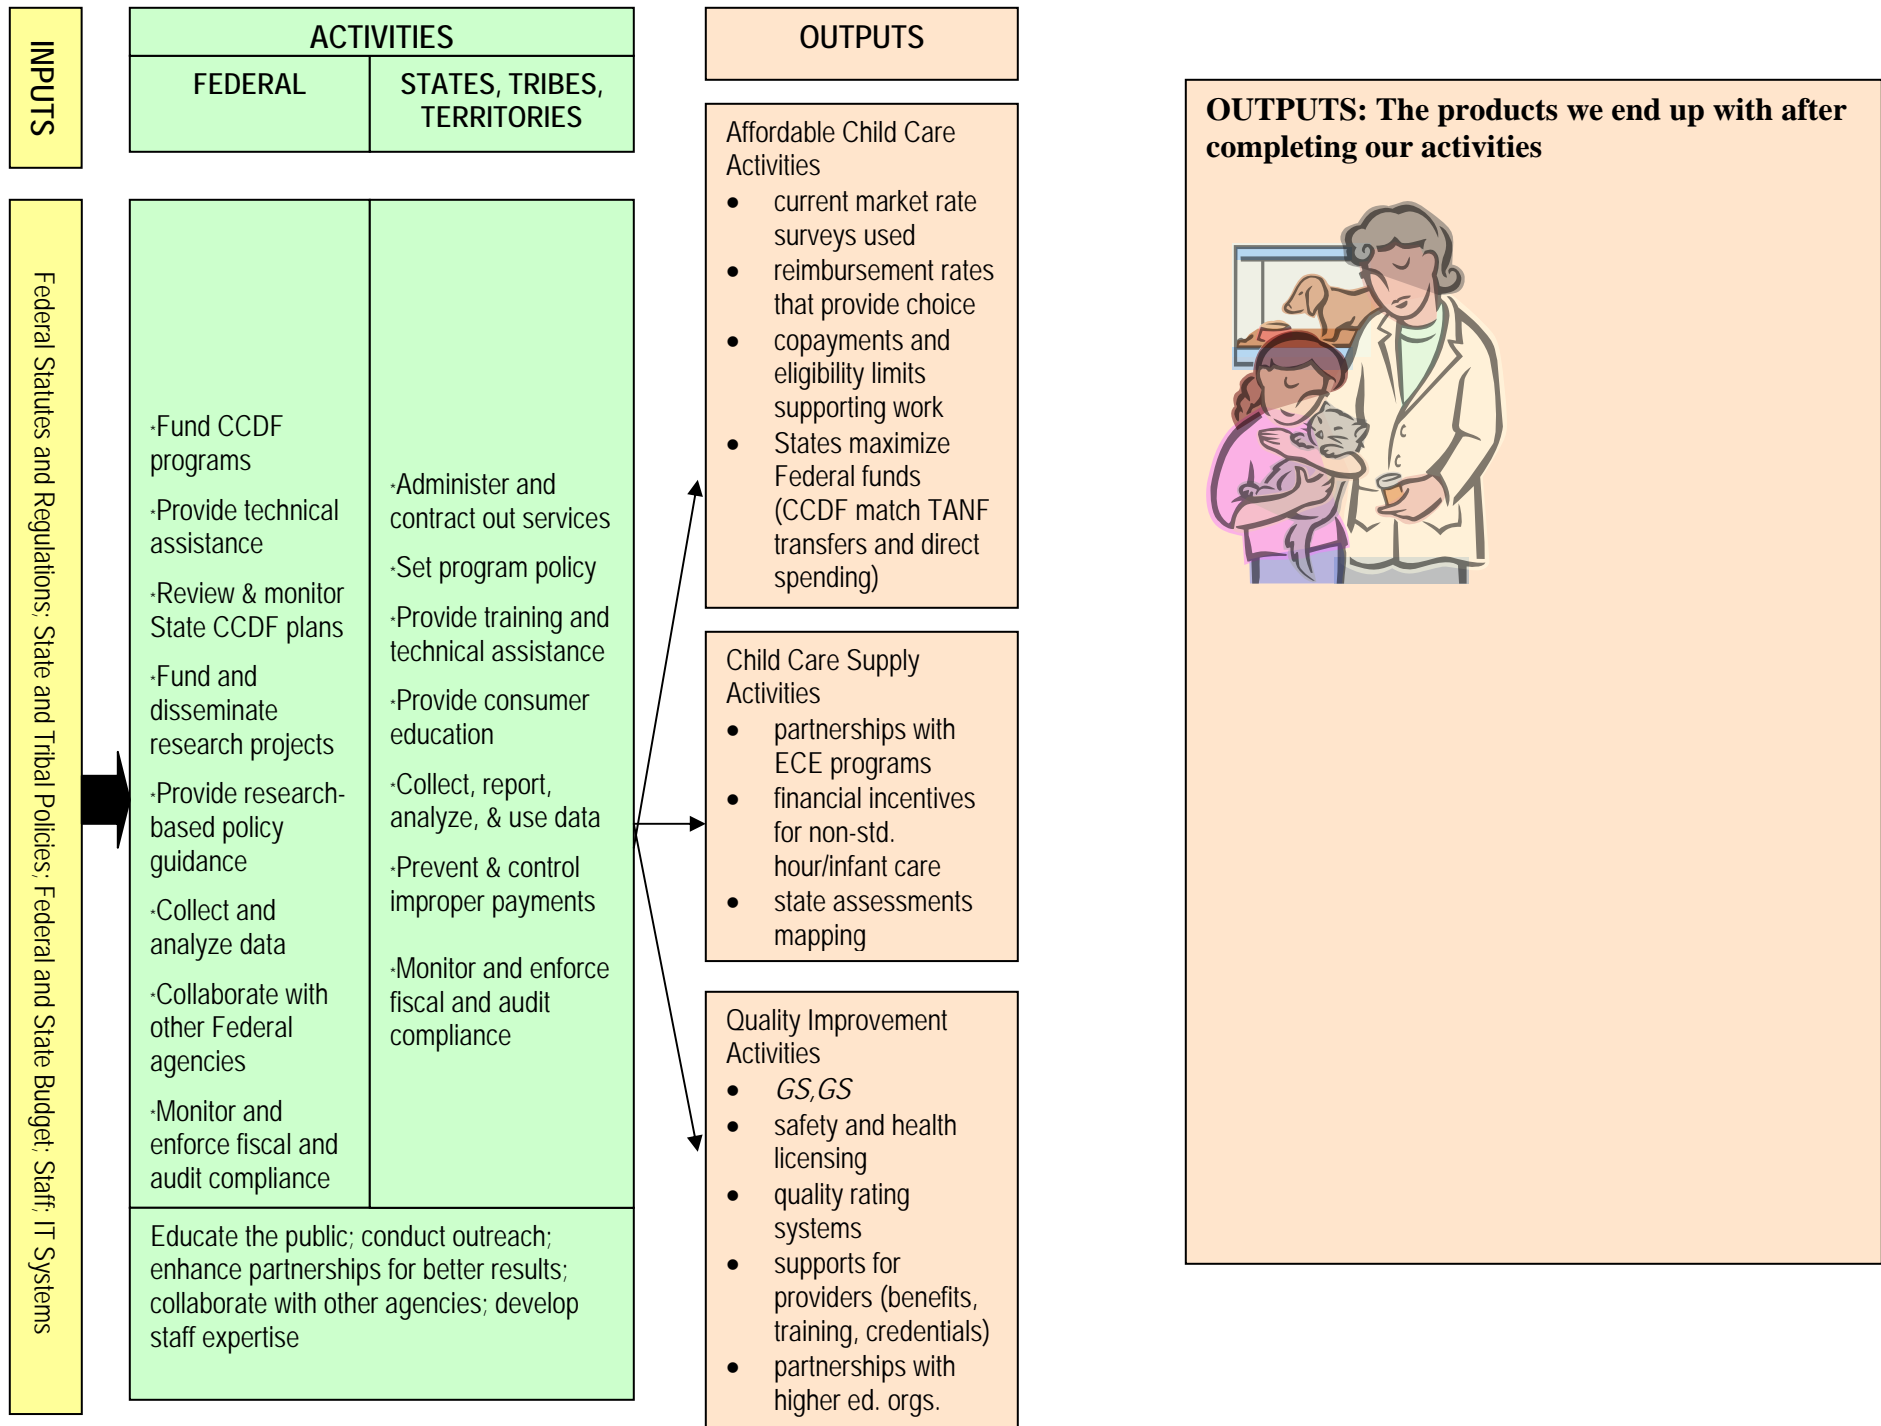 INPUTS
Federal Statutes and Regulations; State and Tribal Policies; Federal and State Budget; Staff; IT Systems
ACTIVITIES
FEDERAL
STATES, TRIBES,
TERRITORIES
*Fund CCDF
programs
*Provide technical
assistance
*Review & monitor
State CCDF plans
*Fund and
disseminate
research projects
*Provide research-
based policy
guidance
*Collect and
analyze data
*Collaborate with
other Federal
agencies
*Monitor and
enforce fiscal and
audit compliance
*Administer and
contract out services
*Set program policy
*Provide training and
technical assistance
*Provide consumer
education
*Collect, report,
analyze, & use data
*Prevent & control
improper payments
*Monitor and enforce
fiscal and audit
compliance
Educate the public; conduct outreach;
enhance partnerships for better results;
collaborate with other agencies; develop
staff expertise
OUTPUTS
Affordable Child Care
Activities
• current market rate
surveys used
• reimbursement rates
that provide choice
• copayments and
eligibility limits
supporting work
• States maximize
Federal funds
(CCDF match TANF
transfers and direct
spending)
Child Care Supply
Activities
• partnerships with
ECE programs
• financial incentives
for non-std.
hour/infant care
• state assessments
mapping
Quality Improvement
Activities
• GS,GS
• safety and health
licensing
• quality rating
systems
• supports for
providers (benefits,
training, credentials)
• partnerships with
higher ed. orgs.
OUTPUTS: The products we end up with after
completing our activities